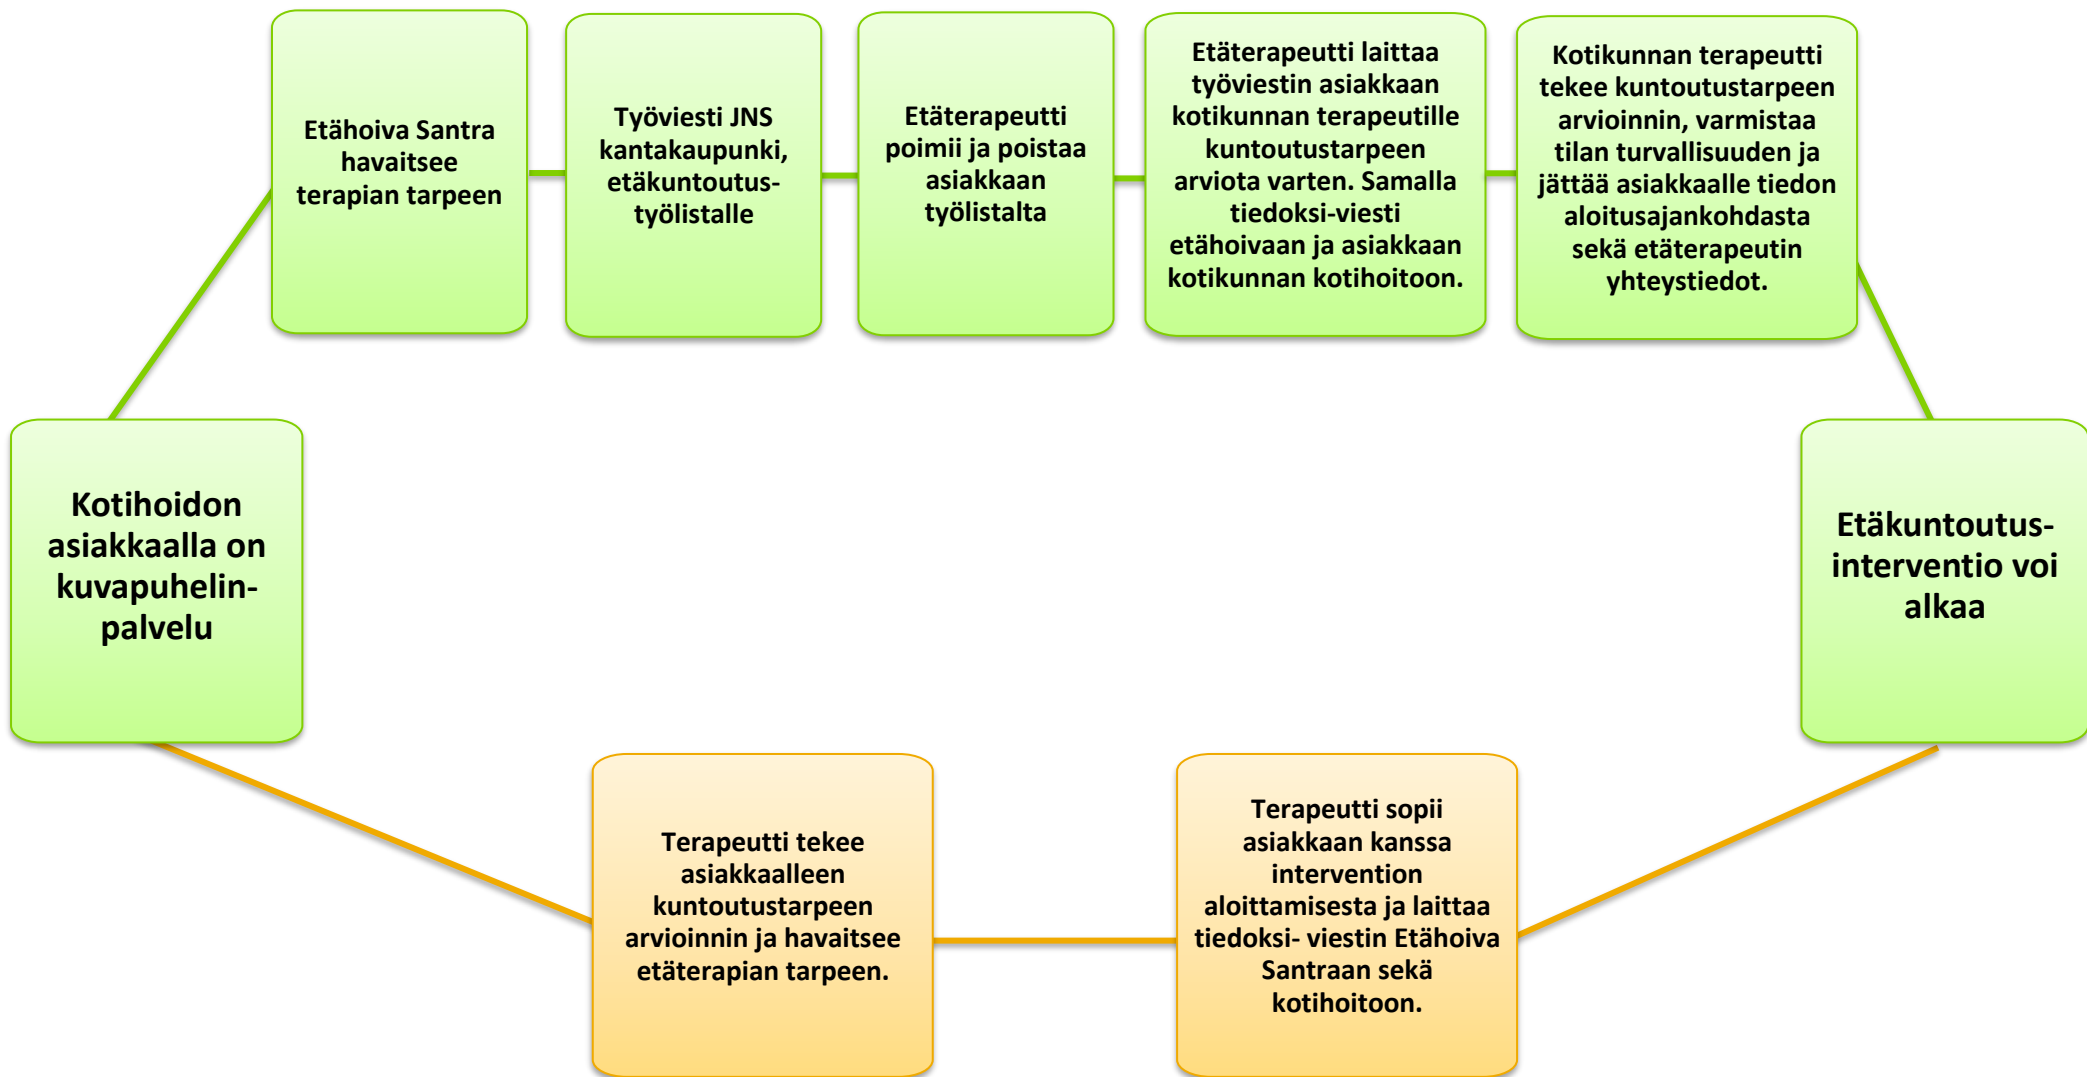 Etähoiva Santra
havaitsee
terapian tarpeen
Työviesti JNS
kantakaupunki,
etäkuntoutus-
työlistalle
Etäterapeutti
poimii ja poistaa
asiakkaan
työlistalta
Etäterapeutti laittaa
työviestin asiakkaan
kotikunnan terapeutille
kuntoutustarpeen
arviota varten. Samalla
tiedoksi-viesti
etähoivaan ja asiakkaan
kotikunnan kotihoitoon.
Kotikunnan terapeutti
tekee kuntoutustarpeen
arvioinnin, varmistaa
tilan turvallisuuden ja
jättää asiakkaalle tiedon
aloitusajankohdasta
sekä etäterapeutin
yhteystiedot.
Kotihoidon
asiakkaalla on
kuvapuhelin-
palvelu
Etäkuntoutus-
interventio voi
alkaa
Terapeutti tekee
asiakkaalleen
kuntoutustarpeen
arvioinnin ja havaitsee
etäterapian tarpeen.
Terapeutti sopii
asiakkaan kanssa
intervention
aloittamisesta ja laittaa
tiedoksi- viestin Etähoiva
Santraan sekä
kotihoitoon.